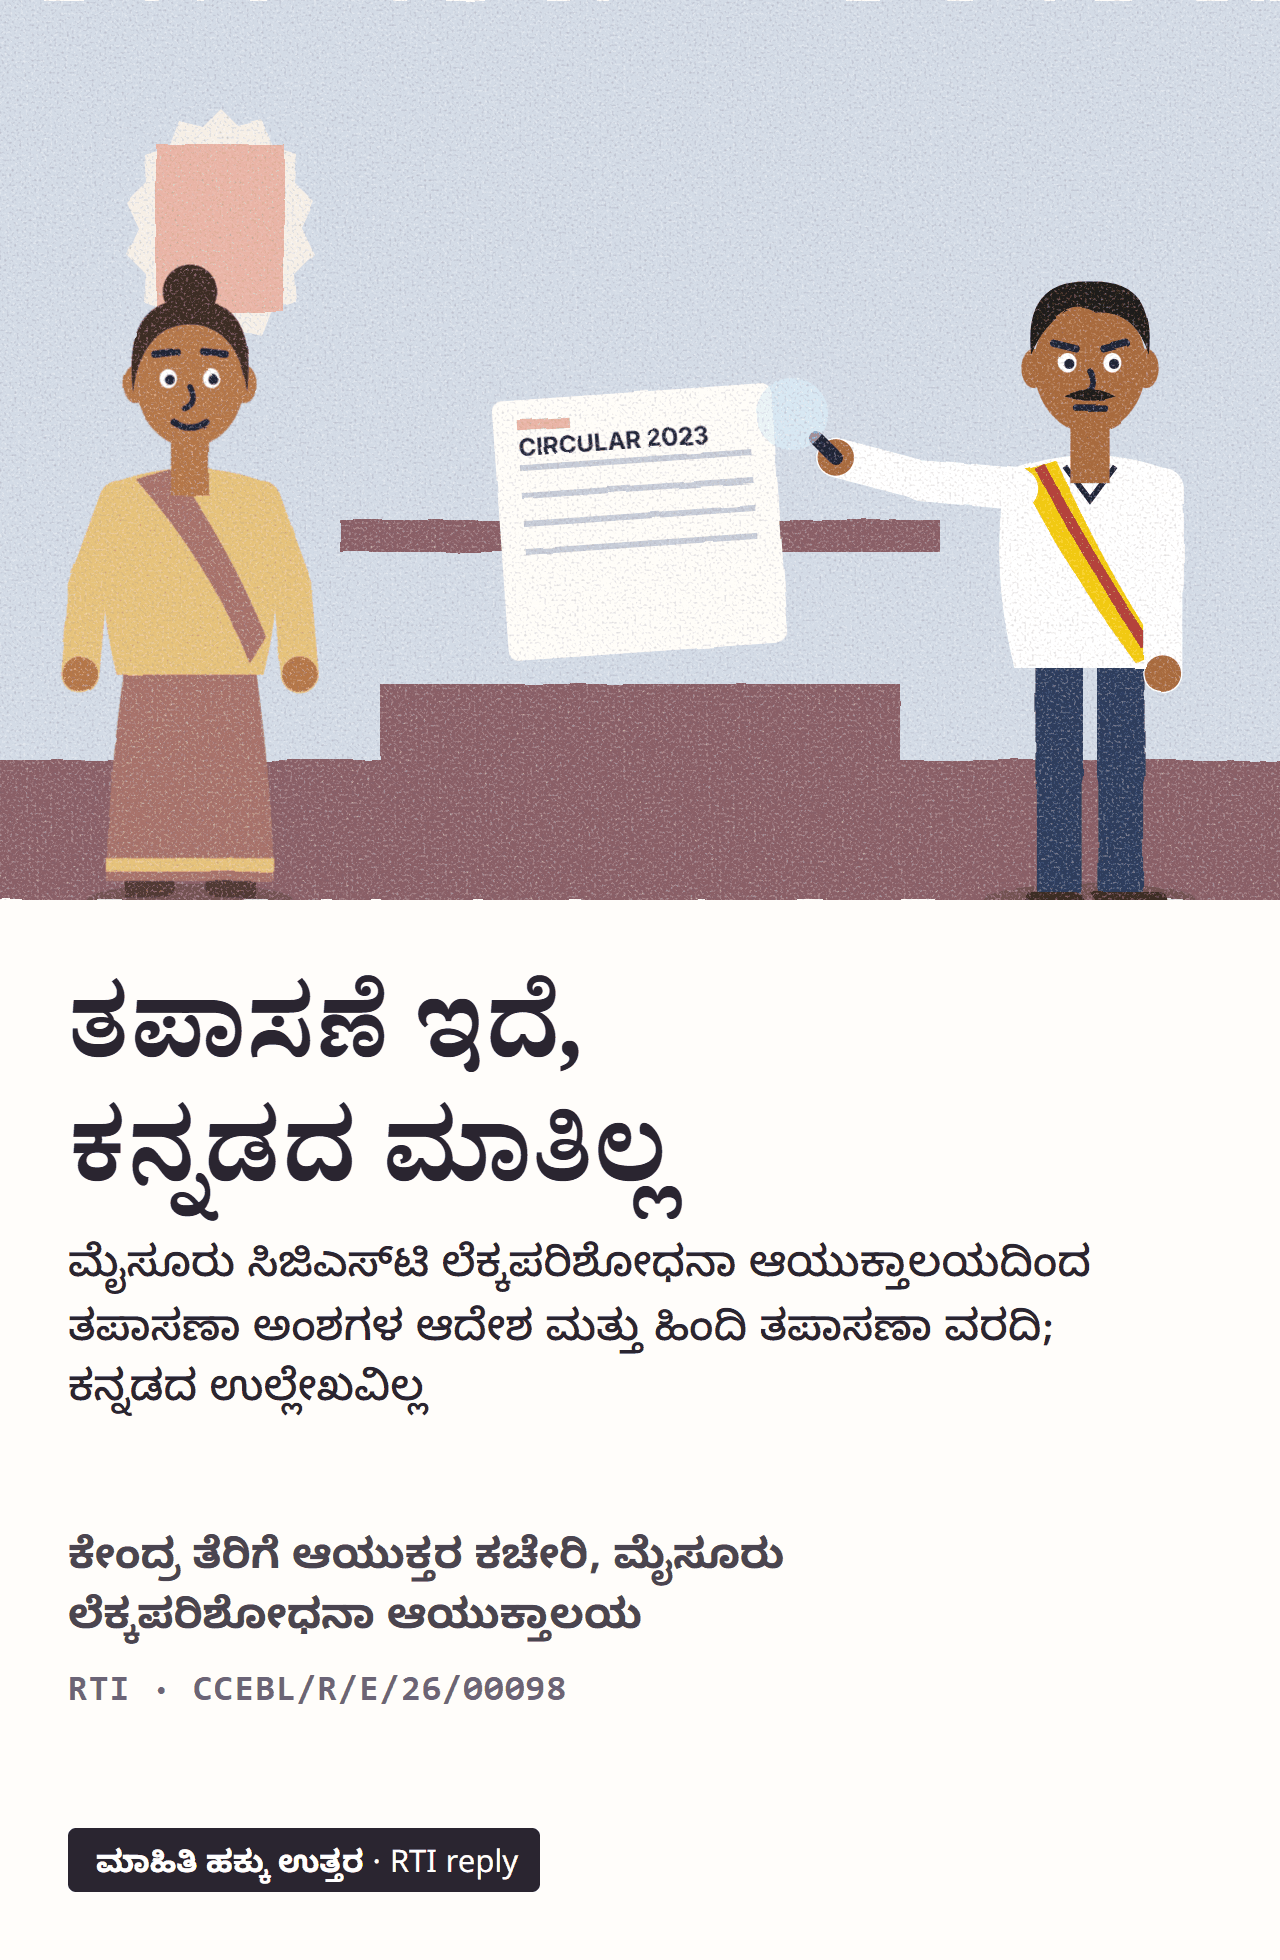 CIRCULAR 2023
ತಪಾಸಣೆ ಇದೆ,
ಕನ್ನಡದ ಮಾತಿಲ್ಲ
ಮೈಸೂರು ಸಿಜಿಎಸ್‌ಟಿ ಲೆಕ್ಕಪರಿಶೋಧನಾ ಆಯುಕ್ತಾಲಯದಿಂದ
ತಪಾಸಣಾ ಅಂಶಗಳ ಆದೇಶ ಮತ್ತು ಹಿಂದಿ ತಪಾಸಣಾ ವರದಿ;
ಕನ್ನಡದ ಉಲ್ಲೇಖವಿಲ್ಲ
ಕೇಂದ್ರ ತೆರಿಗೆ ಆಯುಕ್ತರ ಕಚೇರಿ, ಮೈಸೂರು
ಲೆಕ್ಕಪರಿಶೋಧನಾ ಆಯುಕ್ತಾಲಯ
RTI · CCEBL/R/E/26/00098
ಮಾಹಿತಿ ಹಕ್ಕು ಉತ್ತರ · RTI reply